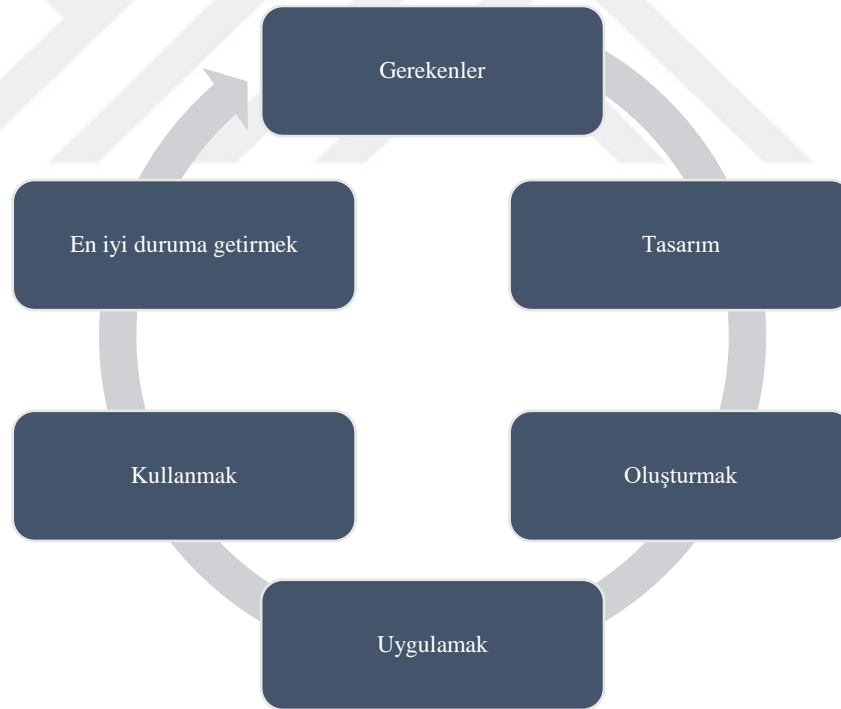 Gerekenler
Tasarım
Oluşturmak
Uygulamak
Kullanmak
En iyi duruma getirmek